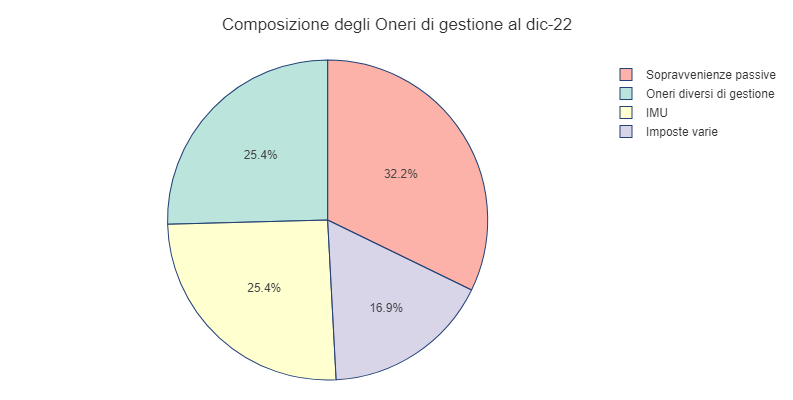 Composizione degli Oneri di gestione al dic-22
Sopravvenienze passive
Oneri diversi di gestione
IMU
Imposte varie
25.4%
32.2%
25.4%
16.9%